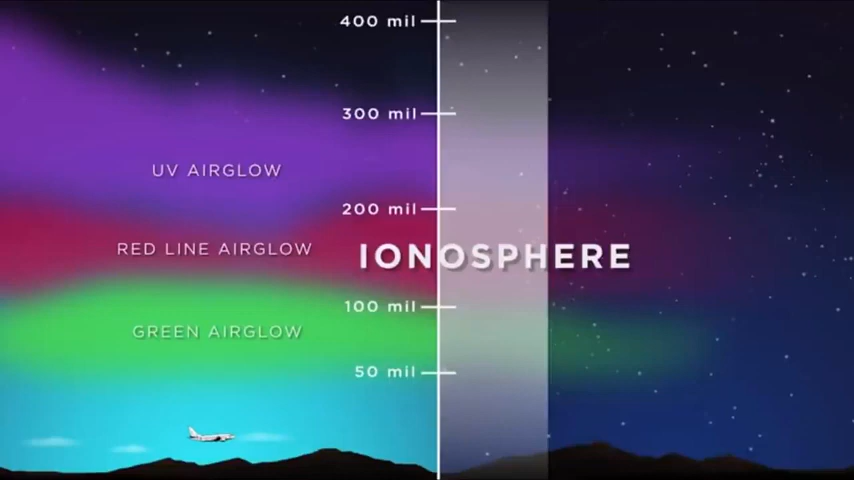 400 mil
300 mil
UV AIRGLOW
200 mil
RED LINE AIRGLOW
IONOSPHERE
100 mil
GREEN AIRGLOW
50 mil